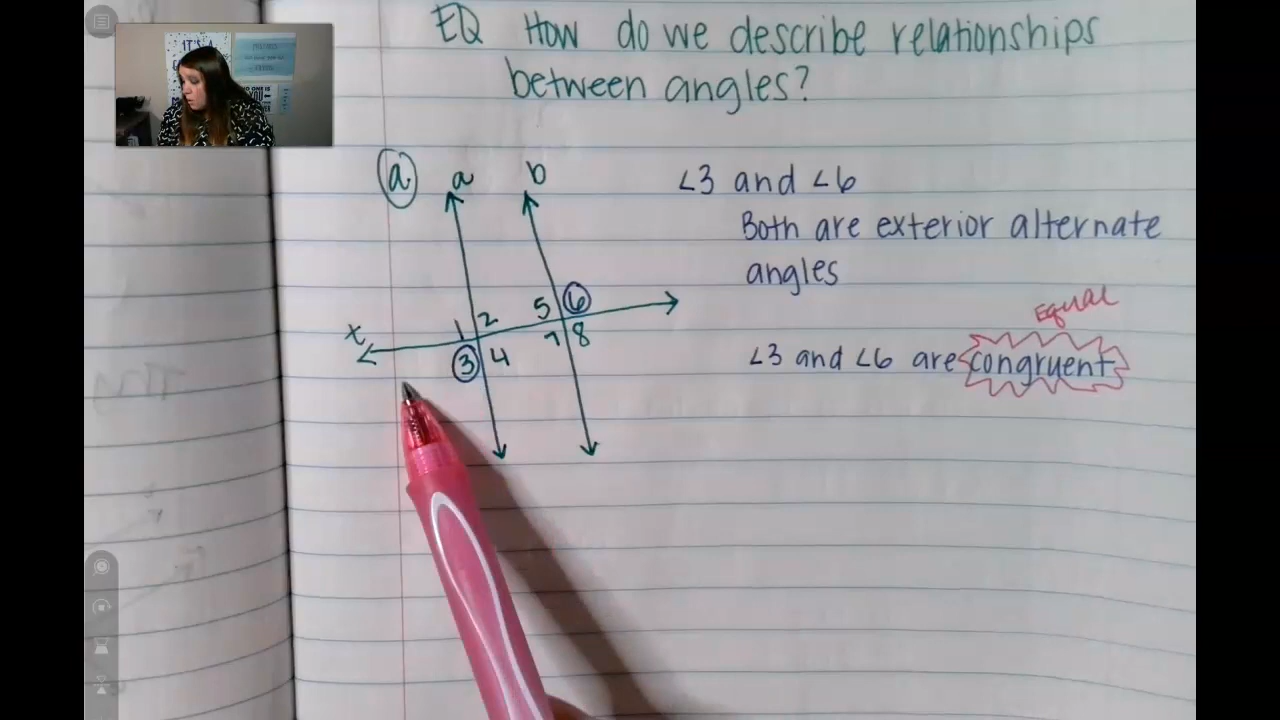 EQ How do we describe relationships
between angles?
IT'S A
a
a
b
∠3 and ∠6
Both are exterior alternate
angles
Equal
∠3 and ∠6 are congruent
t
1 2
5 6
3 4
7 8